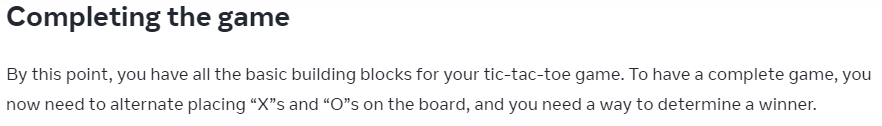 Completing the game
By this point, you have all the basic building blocks for your tic-tac-toe game. To have a complete game, you
now need to alternate placing “X”s and “O”s on the board, and you need a way to determine a winner.